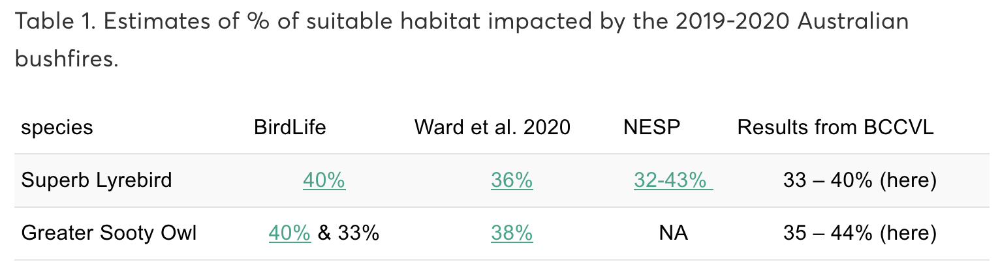 Table 1. Estimates of % of suitable habitat impacted by the 2019-2020 Australian
bushfires.
species BirdLife Ward et al. 2020 NESP Results from BCCVL
Superb Lyrebird 40% 36% 32-43% 33 – 40% (here)
Greater Sooty Owl 40% & 33% 38% NA 35 – 44% (here)